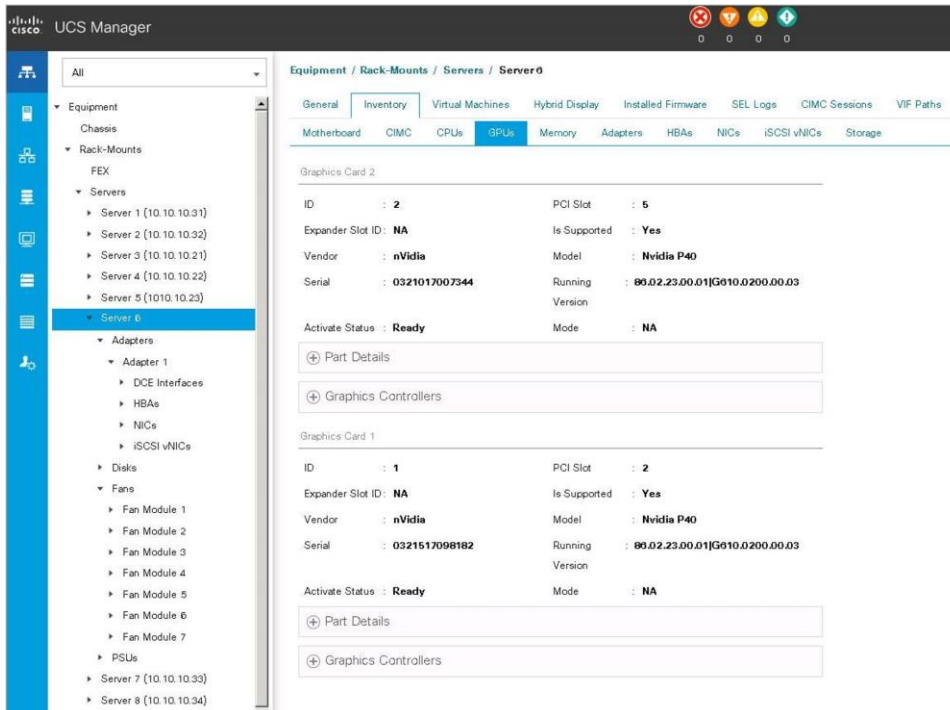 cisco UCS Manager
0 0 0 0
All
Equipment
Chassis
Rack-Mounts
FEX
Servers
Server 1 (10.10.10.31)
Server 2 (10.10.10.32)
Server 3 (10.10.10.21)
Server 4 (10.10.10.22)
Server 5 (1010.10.23)
Server 6
Adapters
Adapter 1
DCE Interfaces
HBAs
NICs
iSCSI vNICs
Disks
Fans
Fan Module 1
Fan Module 2
Fan Module 3
Fan Module 4
Fan Module 5
Fan Module 6
Fan Module 7
PSUs
Server 7 (10.10.10.33)
Server 8 (10.10.10.34)
Equipment / Rack-Mounts / Servers / Server 6
General Inventory Virtual Machines Hybrid Display Installed Firmware SEL Logs CIMC Sessions VIF Paths
Motherboard CIMC CPUs GPUs Memory Adapters HBAs NICs iSCSI vNICs Storage
Graphics Card 2
ID : 2 PCI Slot : 5
Expander Slot ID : NA Is Supported : Yes
Vendor : nVidia Model : Nvidia P40
Serial : 0321017007344 Running : 86.02.23.00.01|G610.0200.00.03
Version
Activate Status : Ready Mode : NA
Part Details
Graphics Controllers
Graphics Card 1
ID : 1 PCI Slot : 2
Expander Slot ID : NA Is Supported : Yes
Vendor : nVidia Model : Nvidia P40
Serial : 0321517098182 Running : 86.02.23.00.01|G610.0200.00.03
Version
Activate Status : Ready Mode : NA
Part Details
Graphics Controllers